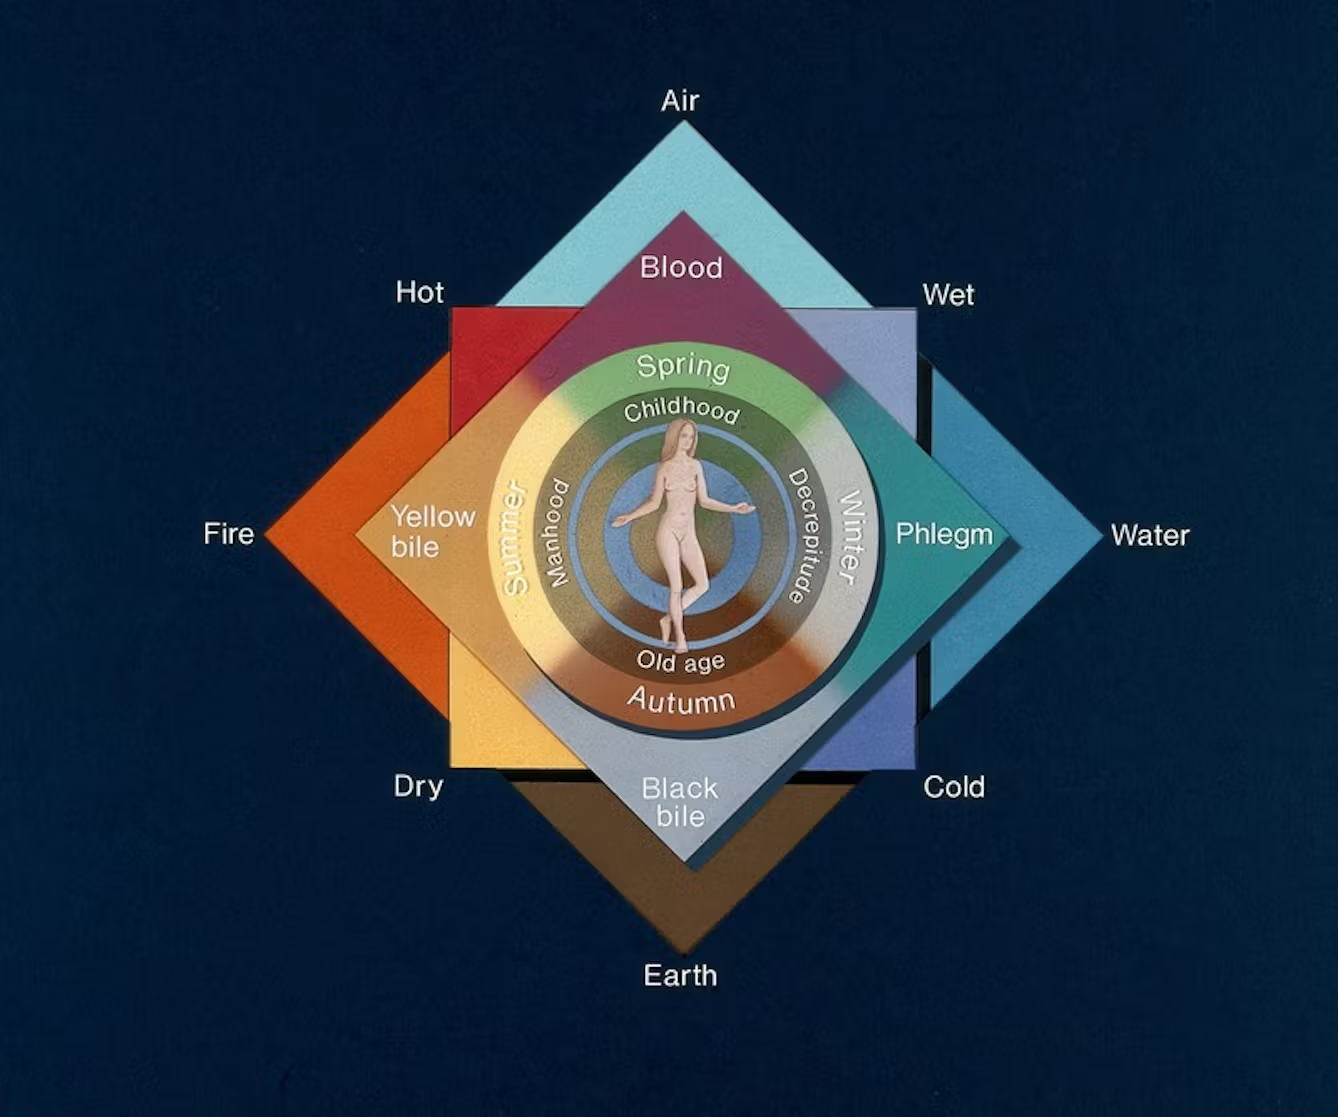 Air
Hot
Wet
Blood
Spring
Childhood
Fire
Yellow
bile
Summer
Manhood
Decrepitude
Winter
Phlegm
Water
Old age
Autumn
Dry
Black
bile
Cold
Earth